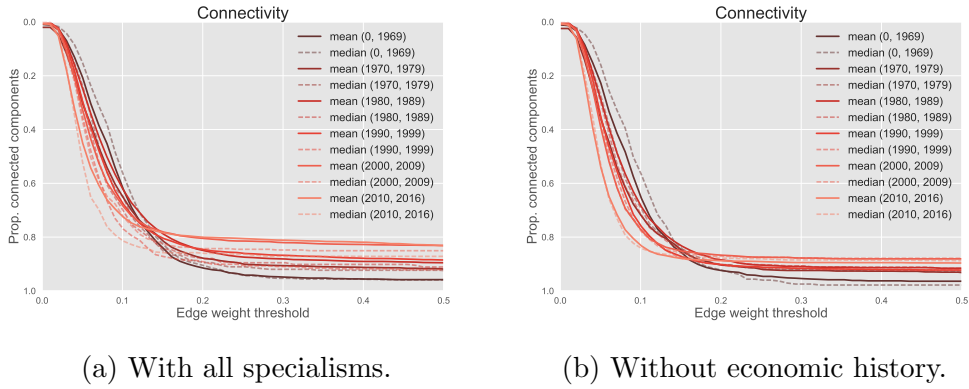 Connectivity
0.0
0.2
0.4
0.6
0.8
1.0
Prop. connected components
mean (0, 1969)
median (0, 1969)
mean (1970, 1979)
median (1970, 1979)
mean (1980, 1989)
median (1980, 1989)
mean (1990, 1999)
median (1990, 1999)
mean (2000, 2009)
median (2000, 2009)
mean (2010, 2016)
median (2010, 2016)
0.0 0.1 0.2 0.3 0.4 0.5
Edge weight threshold
(a) With all specialisms.
Connectivity
0.0
0.2
0.4
0.6
0.8
1.0
Prop. connected components
mean (0, 1969)
median (0, 1969)
mean (1970, 1979)
median (1970, 1979)
mean (1980, 1989)
median (1980, 1989)
mean (1990, 1999)
median (1990, 1999)
mean (2000, 2009)
median (2000, 2009)
mean (2010, 2016)
median (2010, 2016)
0.0 0.1 0.2 0.3 0.4 0.5
Edge weight threshold
(b) Without economic history.